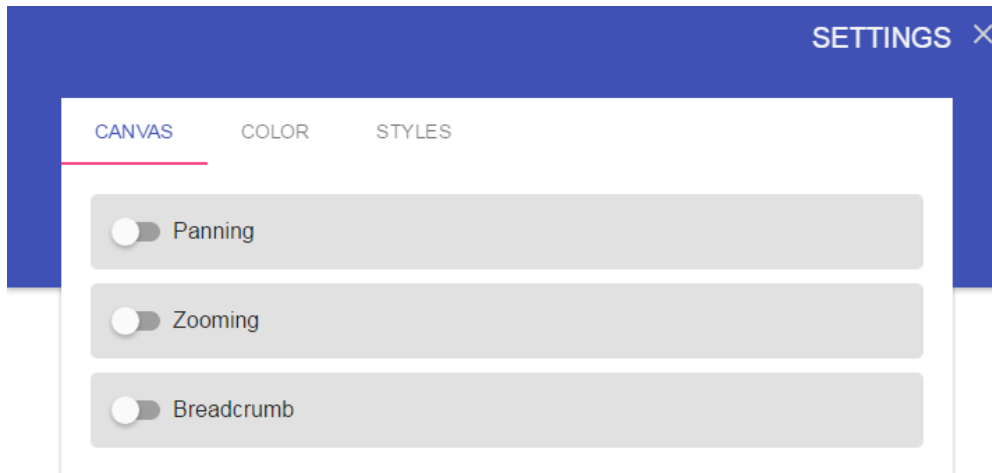 SETTINGS
CANVAS COLOR STYLES
Panning
Zooming
Breadcrumb